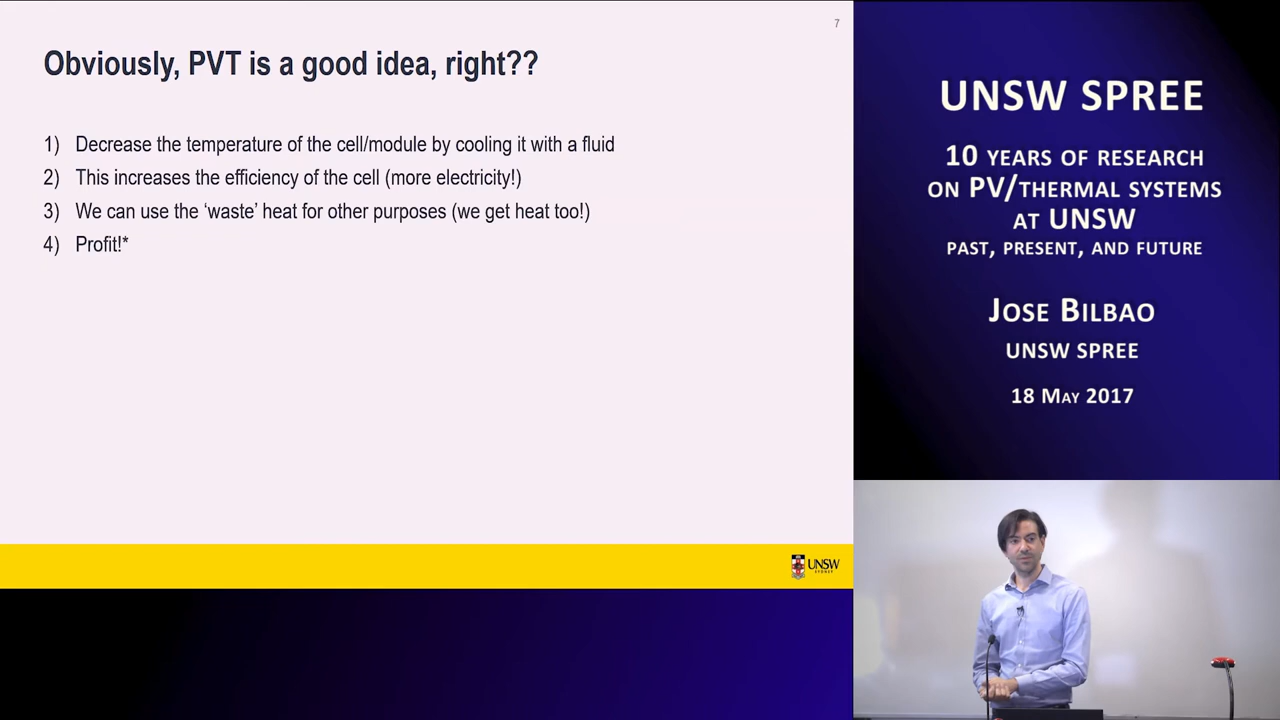 7
Obviously, PVT is a good idea, right??
1) Decrease the temperature of the cell/module by cooling it with a fluid
2) This increases the efficiency of the cell (more electricity!)
3) We can use the ‘waste’ heat for other purposes (we get heat too!)
4) Profit!*
UNSW
SYDNEY
UNSW SPREE
10 YEARS OF RESEARCH
ON PV/THERMAL SYSTEMS
AT UNSW
PAST, PRESENT, AND FUTURE
JOSE BILBAO
UNSW SPREE
18 MAY 2017